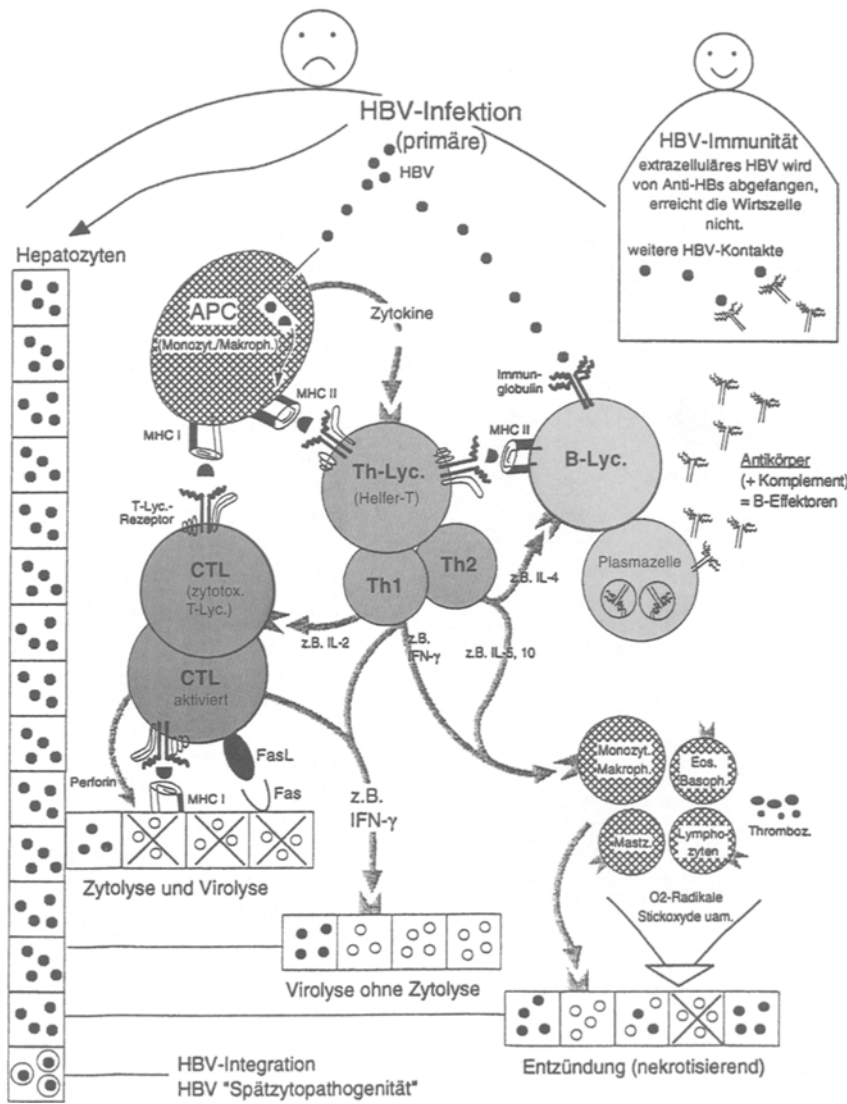 HBV-Infektion
(primäre)
HBV
HBV-Immunität
extrazelluläres HBV wird
von Anti-HBs abgefangen,
erreicht die Wirtszelle
nicht.
weitere HBV-Kontakte
Hepatozyten
APC
(Monozyt./Makroph.)
Zytokine
MHC II
MHC I
Immun-
globulin
MHC II
Th-Lyc.
(Helfer-T)
B-Lyc.
Antikörper
(+ Komplement)
= B-Effektoren
T-Lyc.-
Rezeptor
CTL
(zytotox.
T-Lyc.)
Th1
Th2
z.B. IL-4
Plasmazelle
z.B. IL-2
z.B.
IFN-γ
z.B. IL-5, 10
CTL
aktiviert
FasL
Fas
Perforin
MHC I
z.B.
IFN-γ
Monozyt.
Makroph.
Eos.
Basoph.
Mastz.
Lympho-
zyten
Thromboz.
Zytolyse und Virolyse
O2-Radikale
Stickoxyde uam.
Virolyse ohne Zytolyse
Entzündung (nekrotisierend)
HBV-Integration
HBV "Spätzytopathogenität"